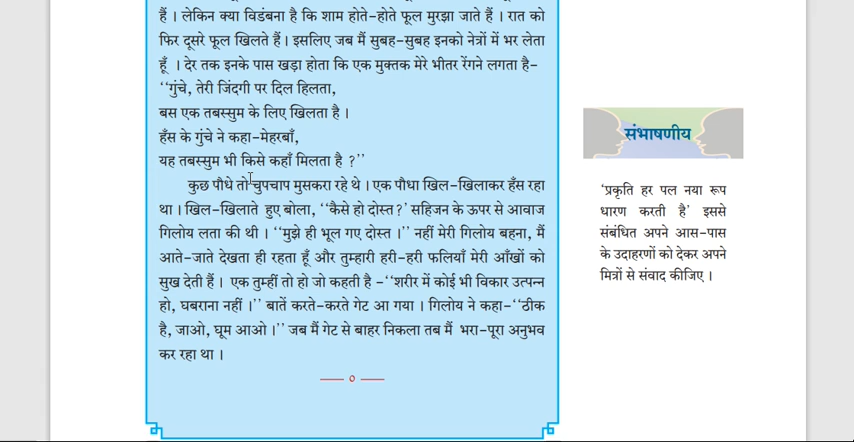 हैं । लेकिन क्या विडंबना है कि शाम होते-होते फूल मुरझा जाते हैं । रात को
फिर दूसरे फूल खिलते हैं । इसलिए जब मैं सुबह-सुबह इनको नेत्रों में भर लेता
हूँ । देर तक इनके पास खड़ा होता कि एक मुक्तक मेरे भीतर रेंगने लगता है-
‘‘गुंचे, तेरी जिंदगी पर दिल हिलता,
बस एक तबस्सुम के लिए खिलता है ।
हँस के गुंचे ने कहा-मेहरबाँ,
यह तबस्सुम भी किसे कहाँ मिलता है ?’’
कुछ पौधे तो चुपचाप मुसकरा रहे थे । एक पौधा खिल-खिलाकर हँस रहा
था । खिल-खिलाते हुए बोला, ‘‘कैसे हो दोस्त?’ सहिजन के ऊपर से आवाज
गिलोय लता की थी । ‘‘मुझे ही भूल गए दोस्त ।’’ नहीं मेरी गिलोय बहना, मैं
आते-जाते देखता ही रहता हूँ और तुम्हारी हरी-हरी फलियाँ मेरी आँखों को
सुख देती हैं । एक तुम्हीं तो हो जो कहती है -‘‘शरीर में कोई भी विकार उत्पन्न
हो, घबराना नहीं ।’’ बातें करते-करते गेट आ गया । गिलोय ने कहा-‘‘ठीक
है, जाओ, घूम आओ ।’’ जब मैं गेट से बाहर निकला तब मैं भरा-पूरा अनुभव
कर रहा था ।
०
संभाषणीय
‘प्रकृति हर पल नया रूप
धारण करती है’ इससे
संबंधित अपने आस-पास
के उदाहरणों को देकर अपने
मित्रों से संवाद कीजिए ।